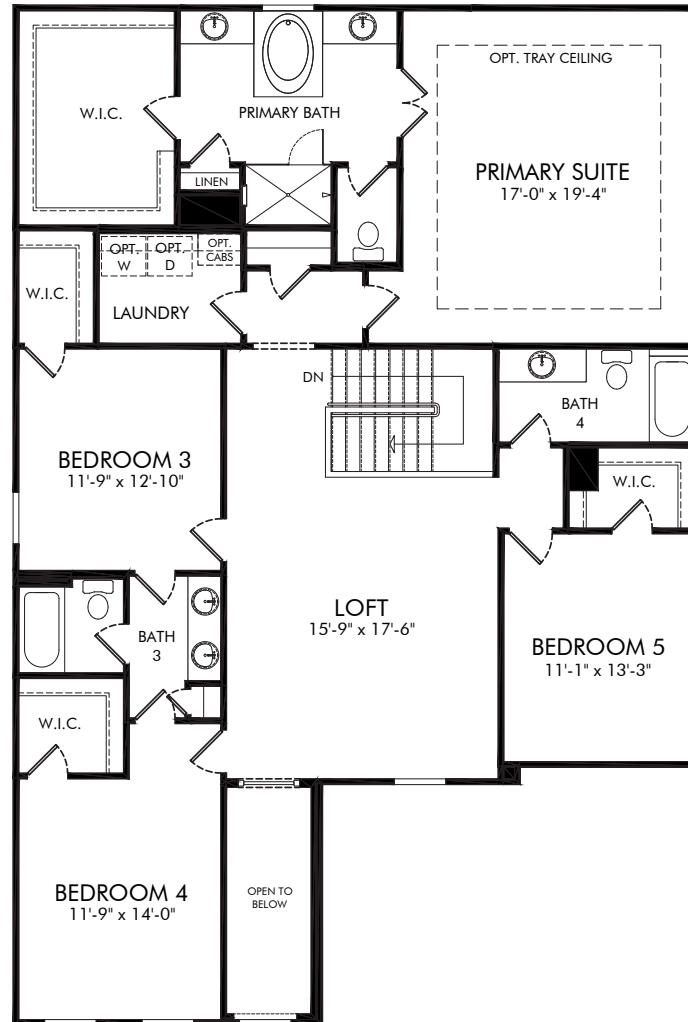 OPT. TRAY CEILING
W.I.C.
PRIMARY BATH
PRIMARY SUITE
17'-0" x 19'-4"
LINEN
OPT.
W
OPT.
D
OPT.
CABS
W.I.C.
LAUNDRY
DN
BATH
4
BEDROOM 3
11'-9" x 12'-10"
W.I.C.
LOFT
15'-9" x 17'-6"
BATH
3
BEDROOM 5
11'-1" x 13'-3"
W.I.C.
BEDROOM 4
11'-9" x 14'-0"
OPEN TO
BELOW